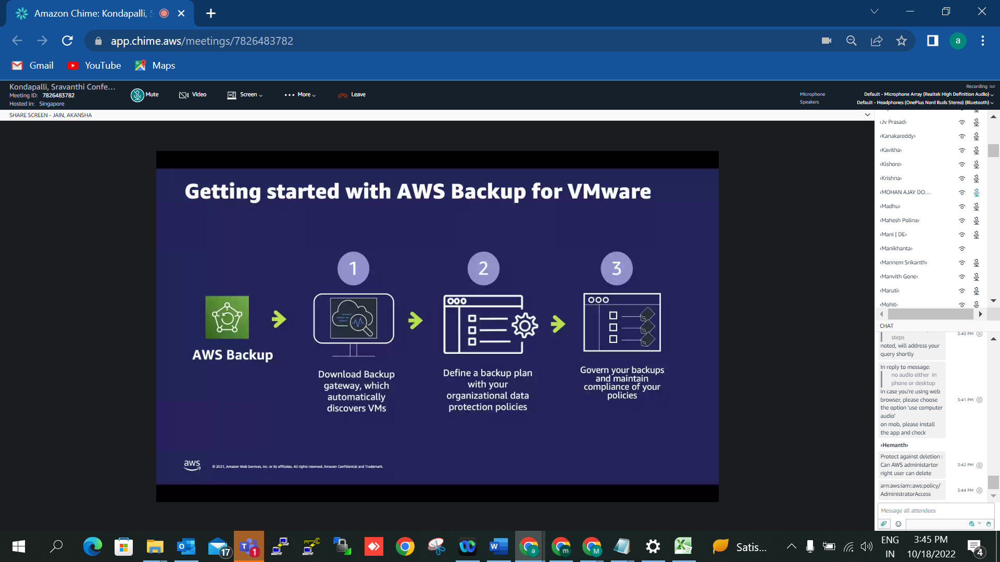 Amazon Chime: Kondapalli, S
app.chime.aws/meetings/7826483782
a
Gmail
YouTube
Maps
Kondapalli, Sravanthi Confe...
Meeting ID: 7826483782
Hosted in: Singapore
Mute
Video
Screen
More
Leave
Recording
Microphone
Default - Microphone Array (Realtek High Definition Audio)
Speakers
Default - Headphones (OnePlus Nord Buds Stereo) (Bluetooth)
SHARE SCREEN - JAIN, AKANSHA
Getting started with AWS Backup for VMware
1
2
3
AWS Backup
Download Backup
gateway, which
automatically
discovers VMs
Define a backup plan
with your
organizational data
protection policies
Govern your backups
and maintain
compliance of your
policies
aws
© 2021, Amazon Web Services, Inc. or its affiliates. All rights reserved. Amazon Confidential and Trademark.
‹Jv Prasad›
‹Kanakareddy›
‹Kavitha›
‹Kishore›
‹Krishna›
‹MOHAN AJAY DO...
‹Madhu›
‹Mahesh Polina›
‹Mani | DE›
‹Manikhanta›
‹Mannem Srikanth›
‹Manvith Gone›
‹Maruti›
‹Mohit›
CHAT
steps
3:40 PM
noted, will address your
query shortly
In reply to message:
no audio either in
phone or desktop
in case you're using web
browser, please choose
the option 'use computer
audio'
on mob, please install
the app and check
3:41 PM
‹Hemanth›
Protect against deletion :
Can AWS administartor
right user can delete
3:42 PM
arn:aws:iam::aws:policy/
AdministratorAccess
3:44 PM
Message all attendees
17
1
W
a
m
M
Satis...
ENG
IN
3:45 PM
10/18/2022
4